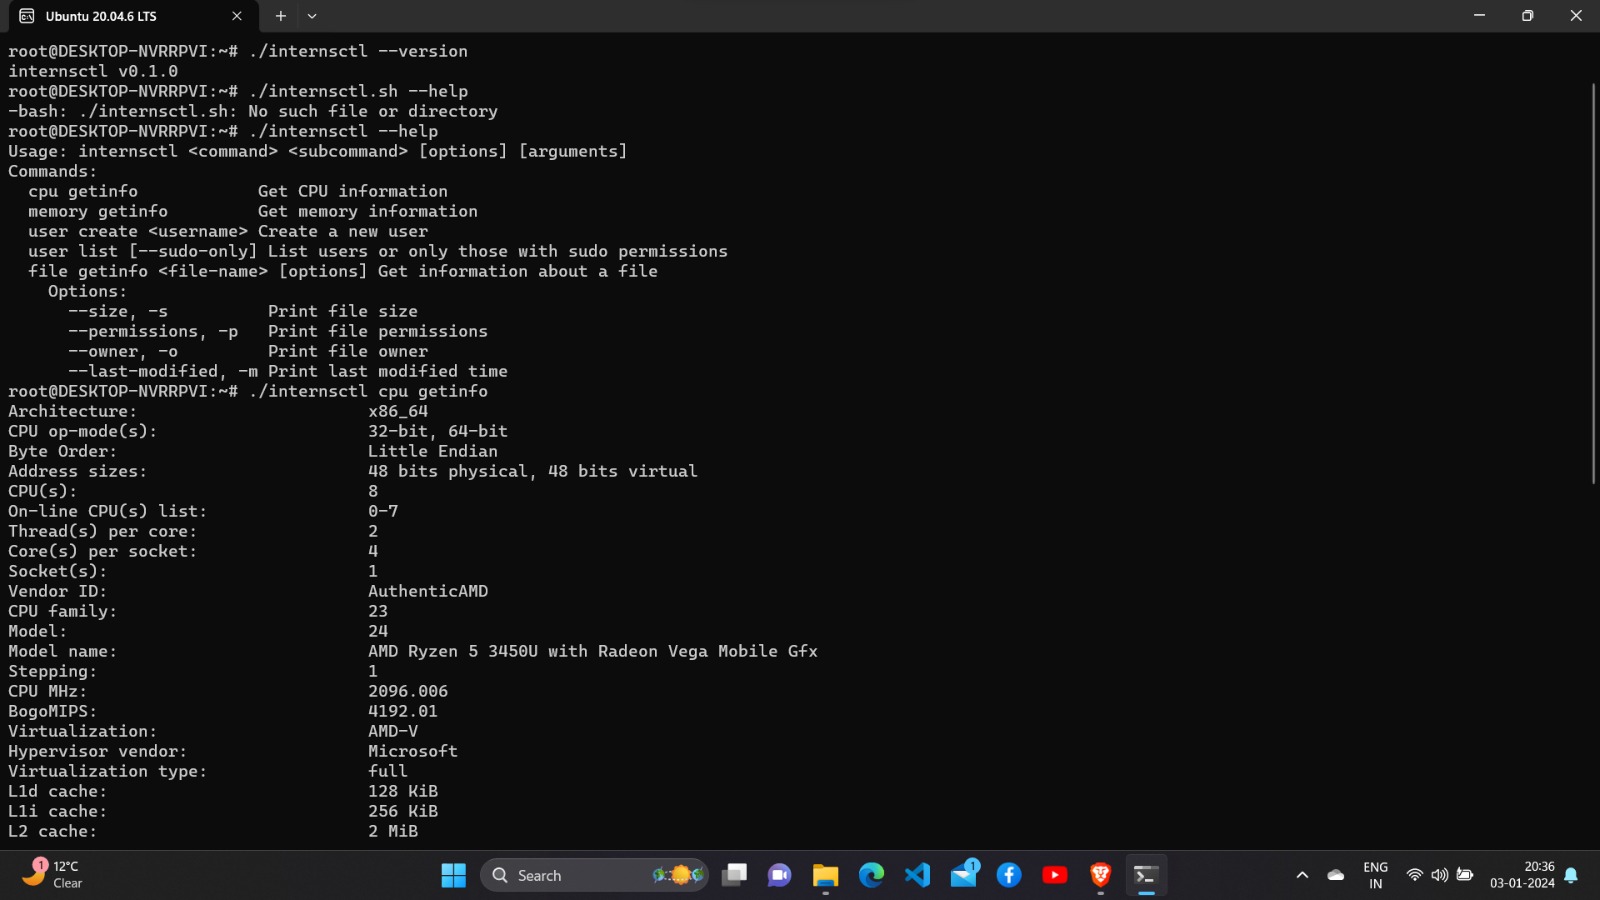 Ubuntu 20.04.6 LTS
root@DESKTOP-NVRRPVI:~# ./internsctl --version
internsctl v0.1.0
root@DESKTOP-NVRRPVI:~# ./internsctl.sh --help
-bash: ./internsctl.sh: No such file or directory
root@DESKTOP-NVRRPVI:~# ./internsctl --help
Usage: internsctl <command> <subcommand> [options] [arguments]
Commands:
  cpu getinfo            Get CPU information
  memory getinfo         Get memory information
  user create <username> Create a new user
  user list [--sudo-only] List users or only those with sudo permissions
  file getinfo <file-name> [options] Get information about a file
    Options:
      --size, -s          Print file size
      --permissions, -p   Print file permissions
      --owner, -o         Print file owner
      --last-modified, -m Print last modified time
root@DESKTOP-NVRRPVI:~# ./internsctl cpu getinfo
Architecture:                       x86_64
CPU op-mode(s):                     32-bit, 64-bit
Byte Order:                         Little Endian
Address sizes:                      48 bits physical, 48 bits virtual
CPU(s):                             8
On-line CPU(s) list:                0-7
Thread(s) per core:                 2
Core(s) per socket:                 4
Socket(s):                          1
Vendor ID:                          AuthenticAMD
CPU family:                         23
Model:                              24
Model name:                         AMD Ryzen 5 3450U with Radeon Vega Mobile Gfx
Stepping:                           1
CPU MHz:                            2096.006
BogoMIPS:                           4192.01
Virtualization:                     AMD-V
Hypervisor vendor:                  Microsoft
Virtualization type:                full
L1d cache:                          128 KiB
L1i cache:                          256 KiB
L2 cache:                           2 MiB
1
12°C
Clear
Search
1
ENG
IN
20:36
03-01-2024